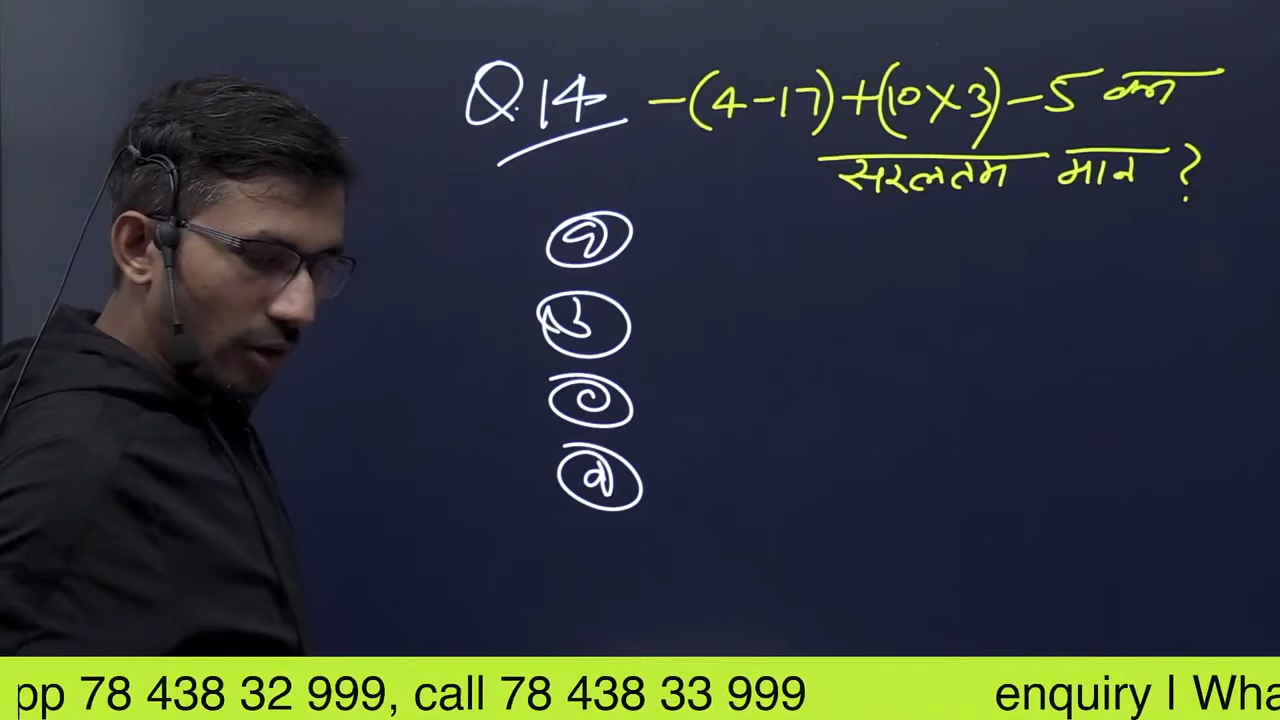 Q.14 -(4-17)+(10×3)-5 का
सरलतम मान ?
a
b
c
d
pp 78 438 32 999, call 78 438 33 999 enquiry I Wha